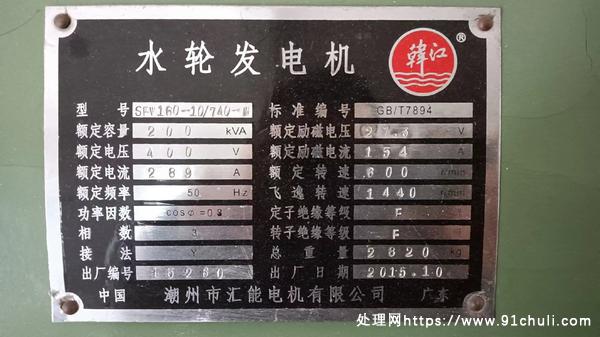 水轮发电机
韩江®
型号 SFW160-10/740-W 标准编号 GB/T7894
额定容量 200 kVA 额定励磁电压 27.3 V
额定电压 400 V 额定励磁电流 154 A
额定电流 289 A 额定转速 600 r/min
额定频率 50 Hz 飞逸转速 1440 r/min
功率因数 cosφ=0.8 定子绝缘等级 F
相数 3 转子绝缘等级 F
接法 Y 总重量 2620 kg
出厂编号 出厂日期 2015.10
中国 潮州市汇能电机有限公司 广东
处理网https://www.91chuli.com/